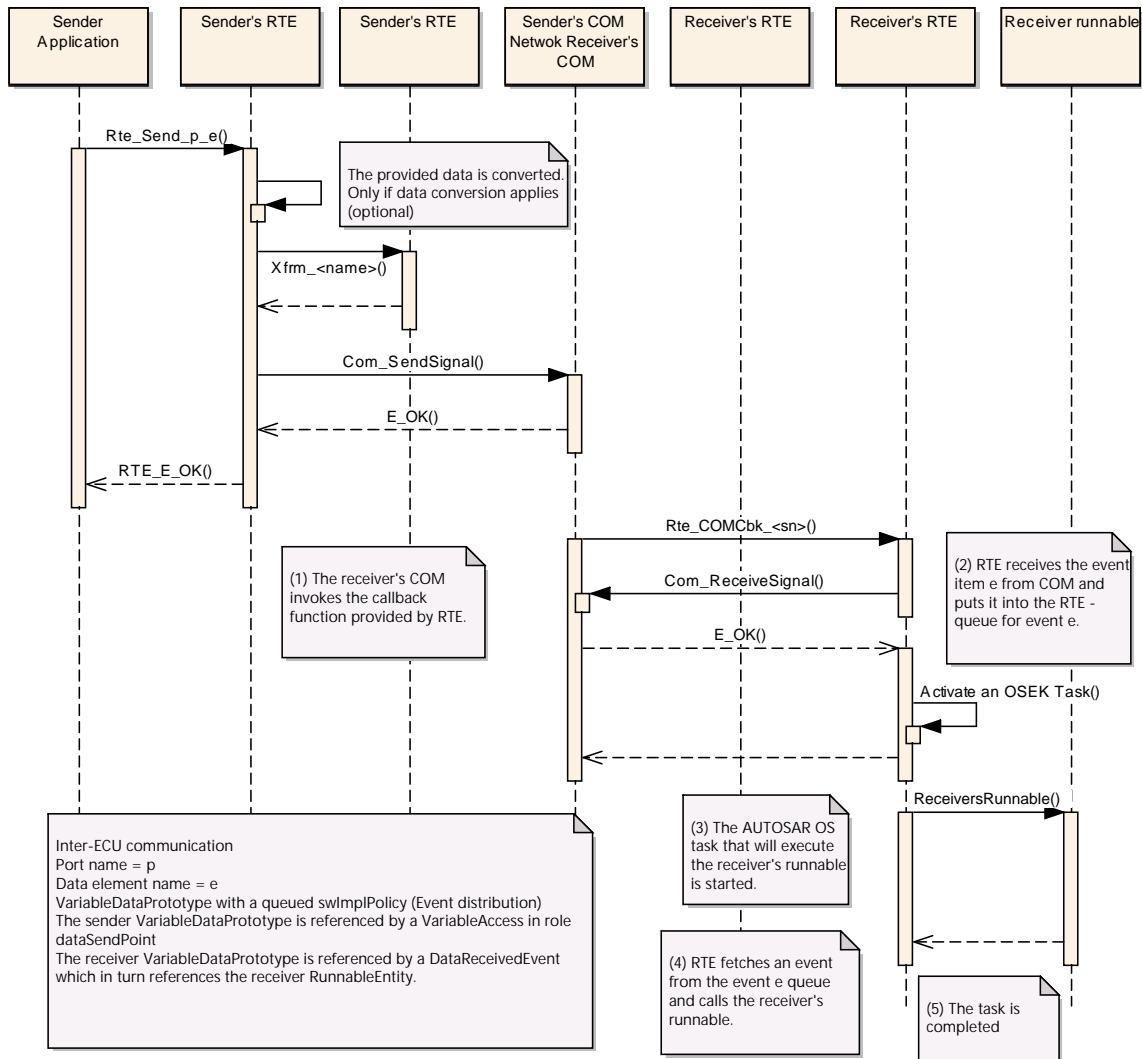 Sender
Application
Sender's RTE
Sender's RTE
Sender's COM
Netwok Receiver's
COM
Receiver's RTE
Receiver's RTE
Receiver runnable
Rte_Send_p_e()
The provided data is converted.
Only if data conversion applies
(optional)
Xfrm_<name>()
Com_SendSignal()
E_OK()
RTE_E_OK()
Rte_COMCbk_<sn>()
(1) The receiver's COM
invokes the callback
function provided by RTE.
(2) RTE receives the event
item e from COM and
puts it into the RTE -
queue for event e.
Com_ReceiveSignal()
E_OK()
Activate an OSEK Task()
ReceiversRunnable()
(3) The AUTOSAR OS
task that will execute
the receiver's runnable
is started.
Inter-ECU communication
Port name = p
Data element name = e
VariableDataPrototype with a queued swImplPolicy (Event distribution)
The sender VariableDataPrototype is referenced by a VariableAccess in role
dataSendPoint
The receiver VariableDataPrototype is referenced by a DataReceivedEvent
which in turn references the receiver RunnableEntity.
(4) RTE fetches an event
from the event e queue
and calls the receiver's
runnable.
(5) The task is
completed